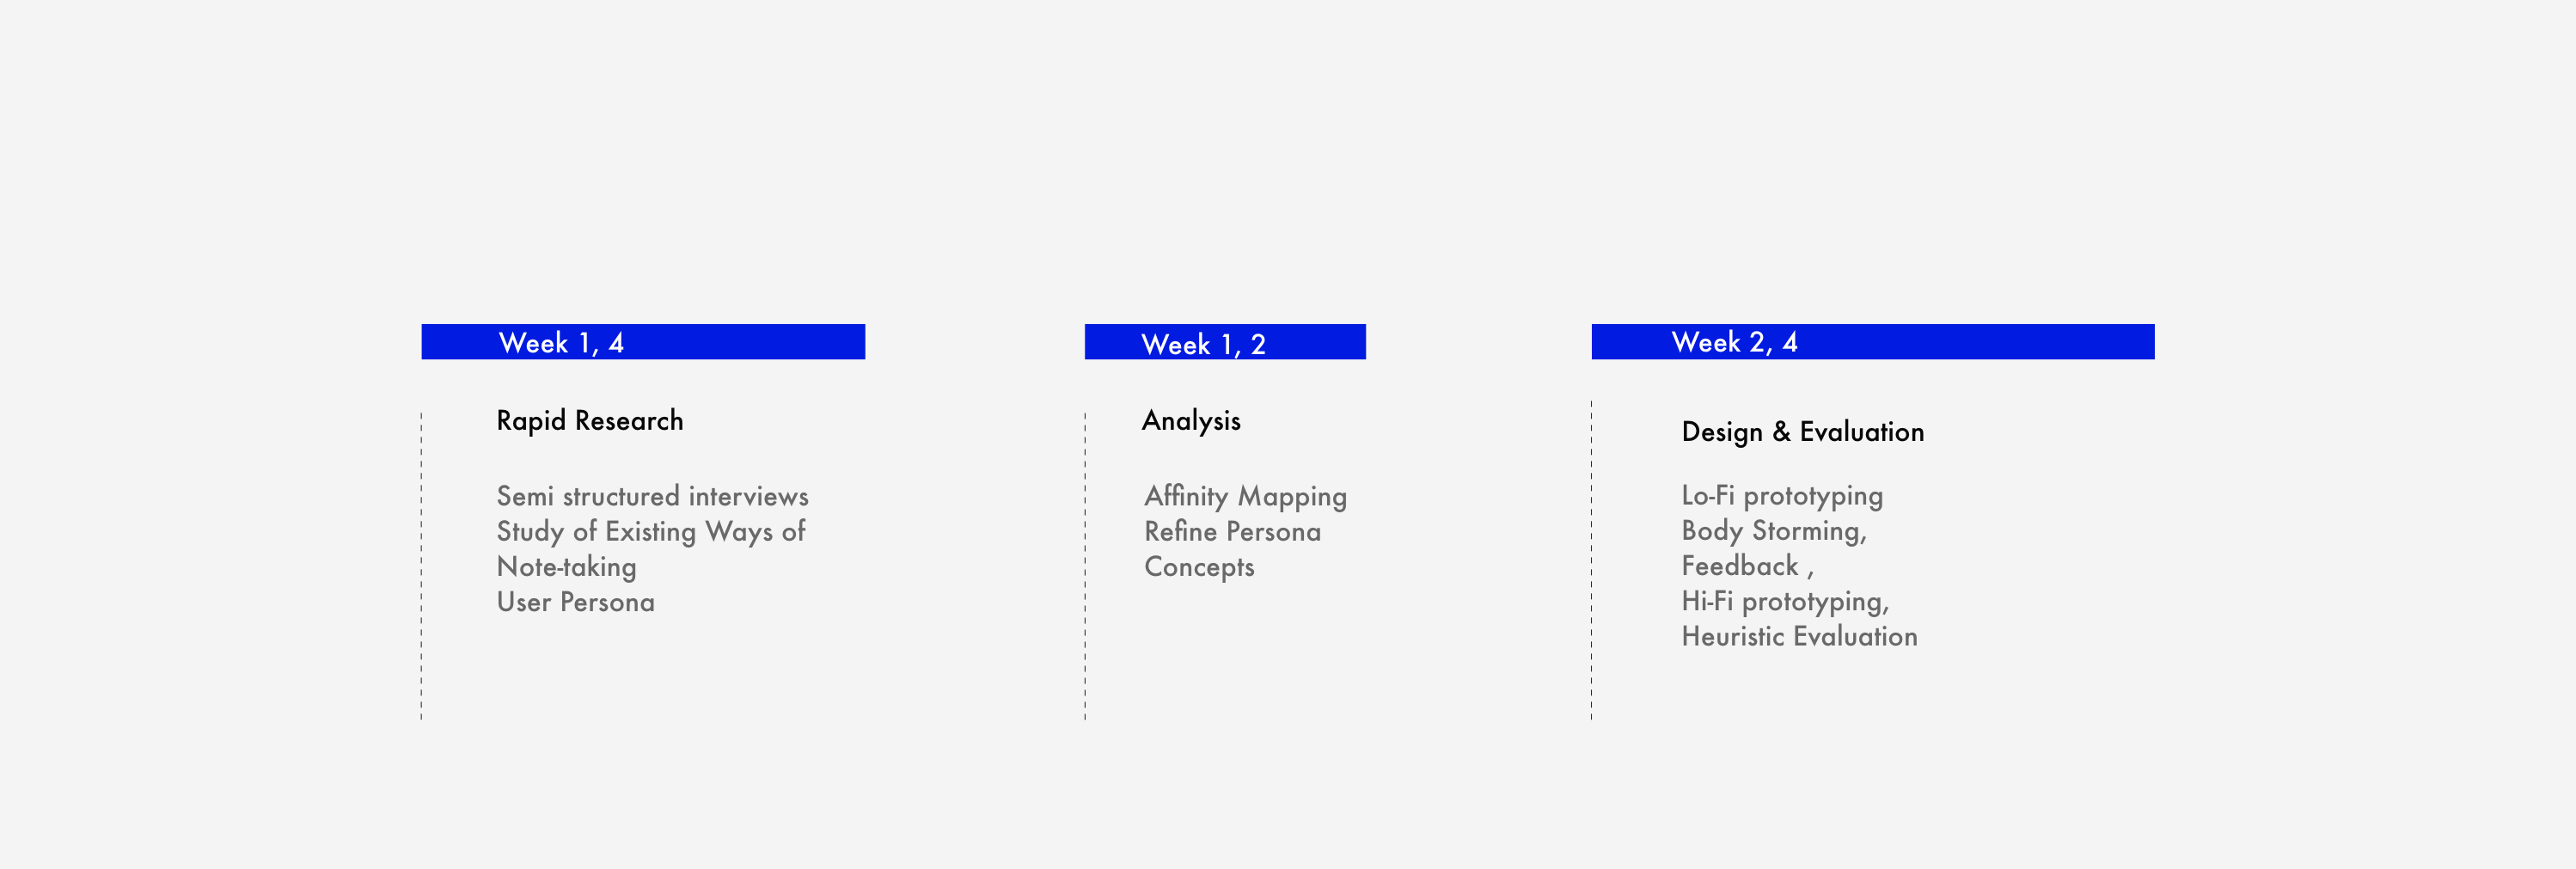 Week 1, 4
Rapid Research
Semi structured interviews
Study of Existing Ways of
Note-taking
User Persona
Week 1, 2
Analysis
Affinity Mapping
Refine Persona
Concepts
Week 2, 4
Design & Evaluation
Lo-Fi prototyping
Body Storming,
Feedback ,
Hi-Fi prototyping,
Heuristic Evaluation